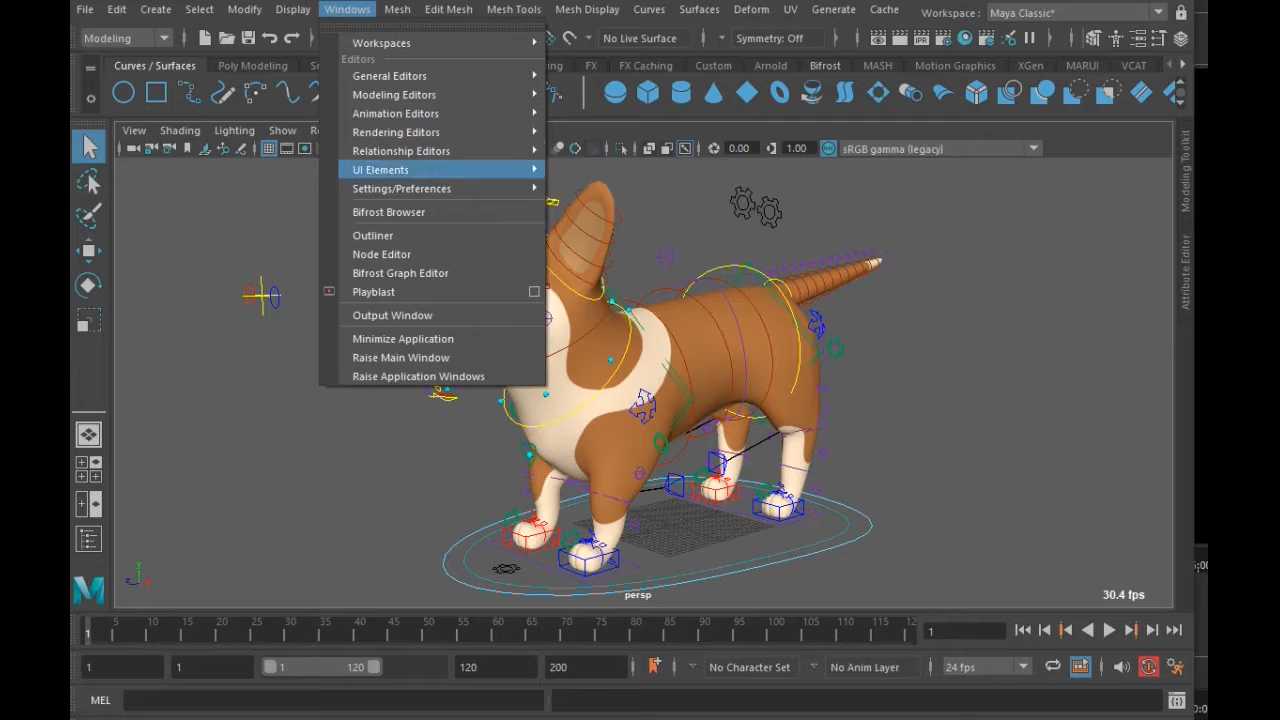 File Edit Create Select Modify Display Windows Mesh Edit Mesh Mesh Tools Mesh Display Curves Surfaces Deform UV Generate Cache Workspace : Maya Classic*
Modeling No Live Surface Symmetry: Off
Curves / Surfaces Poly Modeling FX FX Caching Custom Arnold Bifrost MASH Motion Graphics XGen MARUI VCAT
View Shading Lighting Show
0.00 1.00 sRGB gamma (legacy)
Workspaces
Editors
General Editors
Modeling Editors
Animation Editors
Rendering Editors
Relationship Editors
UI Elements
Settings/Preferences
Bifrost Browser
Outliner
Node Editor
Bifrost Graph Editor
Playblast
Output Window
Minimize Application
Raise Main Window
Raise Application Windows
Modeling Toolkit
Attribute Editor
y
z x
persp
30.4 fps
1 5 10 15 20 25 30 35 40 45 50 55 60 65 70 75 80 85 90 95 100 105 110 115 12 1
1 1 1 120 120 200 No Character Set No Anim Layer 24 fps
MEL